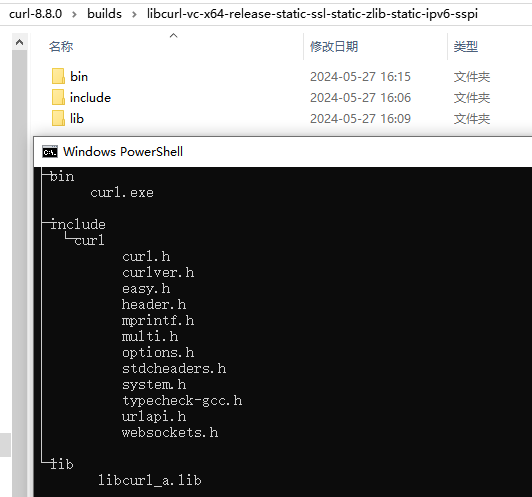 curl-8.8.0 > builds > libcurl-vc-x64-release-static-ssl-static-zlib-static-ipv6-sspi
名称 修改日期 类型
bin 2024-05-27 16:15 文件夹
include 2024-05-27 16:06 文件夹
lib 2024-05-27 16:09 文件夹
Windows PowerShell
bin
curl.exe
include
curl
curl.h
curlver.h
easy.h
header.h
mprintf.h
multi.h
options.h
stdcheaders.h
system.h
typecheck-gcc.h
urlapi.h
websockets.h
lib
libcurl_a.lib